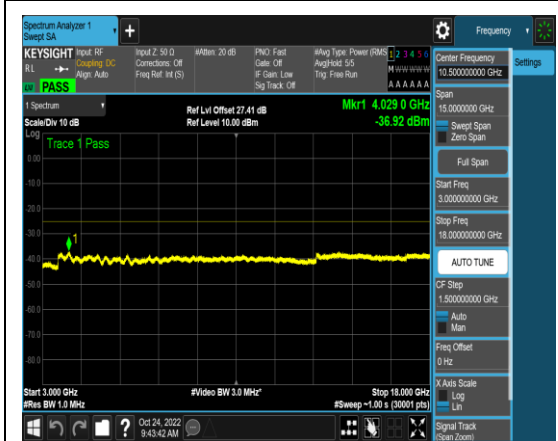 Spectrum Analyzer 1
Swept SA
+
Frequency
KEYSIGHT
RL
PASS
Input: RF
Coupling: DC
Align: Auto
Input Z: 50 Ω
Corrections: Off
Freq Ref: Int (S)
#Atten: 20 dB
PNO: Fast
Gate: Off
IF Gain: Low
Sig Track: Off
#Avg Type: Power (RMS
Avg|Hold: 5/5
Trig: Free Run
1 2 3 4 5 6
M W W W W W
A A A A A A
1 Spectrum
Scale/Div 10 dB
Ref Lvl Offset 27.41 dB
Ref Level 10.00 dBm
Mkr1 4.029 0 GHz
-36.92 dBm
Log
Trace 1 Pass
0.00
-10.0
-20.0
-30.0
-40.0
-50.0
-60.0
-70.0
-80.0
1
Start 3.000 GHz
#Res BW 1.0 MHz
#Video BW 3.0 MHz*
Stop 18.000 GHz
#Sweep ~1.00 s (30001 pts)
Oct 24, 2022
9:43:42 AM
Center Frequency
10.500000000 GHz
Span
15.0000000 GHz
Swept Span
Zero Span
Full Span
Start Freq
3.000000000 GHz
Stop Freq
18.000000000 GHz
AUTO TUNE
CF Step
1.500000000 GHz
Auto
Man
Freq Offset
0 Hz
X Axis Scale
Log
Lin
Signal Track
(Span Zoom)
Settings